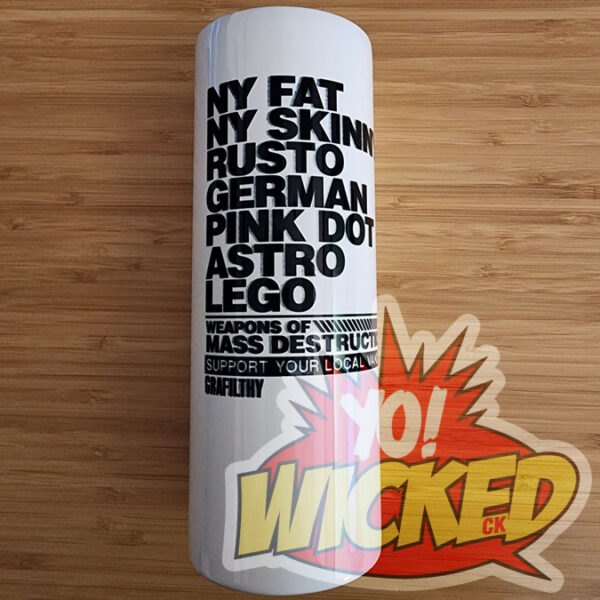 NY FAT
NY SKINN
RUSTO
GERMAN
PINK DOT
ASTRO
LEGO
WEAPONS OF
MASS DESTRUCTI
SUPPORT YOUR LOCAL VAN
GRAFILTHY
YO!
WICKED
CK